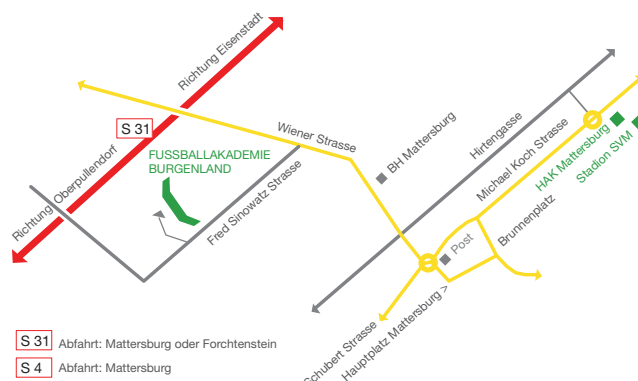 Richtung Eisenstadt
S 31
Wiener Strasse
FUSSBALLAKADEMIE
BURGENLAND
Richtung Oberpullendorf
Fred Sinowatz Strasse
BH Mattersburg
Hirtengasse
Michael Koch Strasse
HAK Mattersburg
Stadion SVM
Brunnenplatz
Post
Hauptplatz Mattersburg >
Schubert Strasse
S 31 Abfahrt: Mattersburg oder Forchtenstein
S 4 Abfahrt: Mattersburg